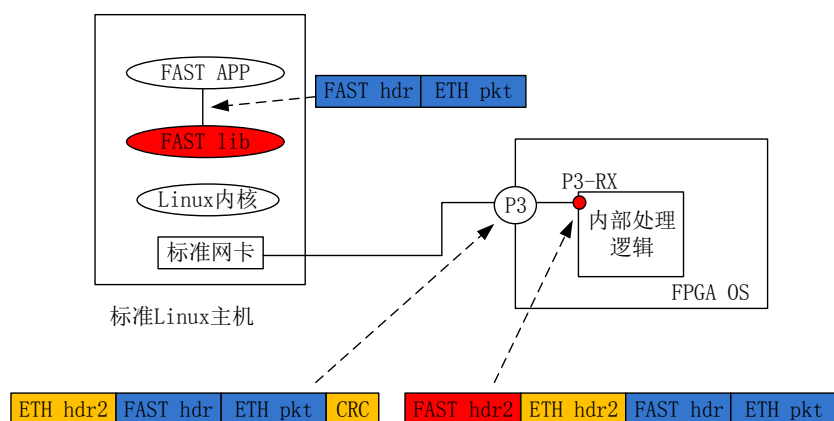 FAST APP
FAST hdr ETH pkt
FAST lib
Linux内核
标准网卡
标准Linux主机
P3
P3-RX
内部处理
逻辑
FPGA OS
ETH hdr2 FAST hdr ETH pkt CRC
FAST hdr2 ETH hdr2 FAST hdr ETH pkt